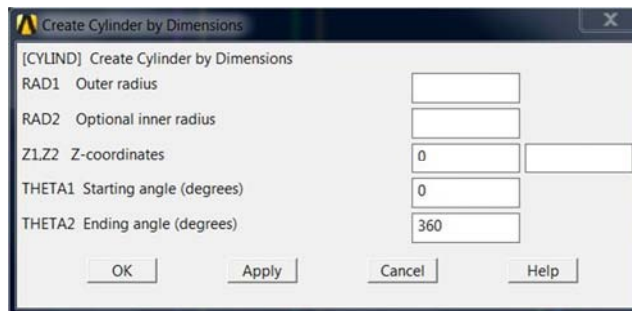 Create Cylinder by Dimensions
[CYLIND] Create Cylinder by Dimensions
RAD1 Outer radius
RAD2 Optional inner radius
Z1,Z2 Z-coordinates 0
THETA1 Starting angle (degrees) 0
THETA2 Ending angle (degrees) 360
OK Apply Cancel Help